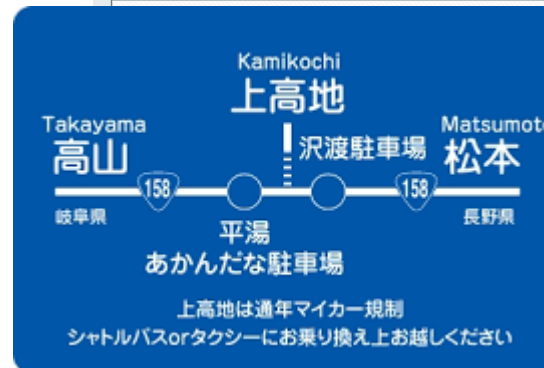 Kamikochi
上高地
Takayama
高山
Matsumoto
松本
沢渡駐車場
158
158
岐阜県
長野県
平湯
あかんだな駐車場
上高地は通年マイカー規制
シャトルバスorタクシーにお乗り換え上お越しください